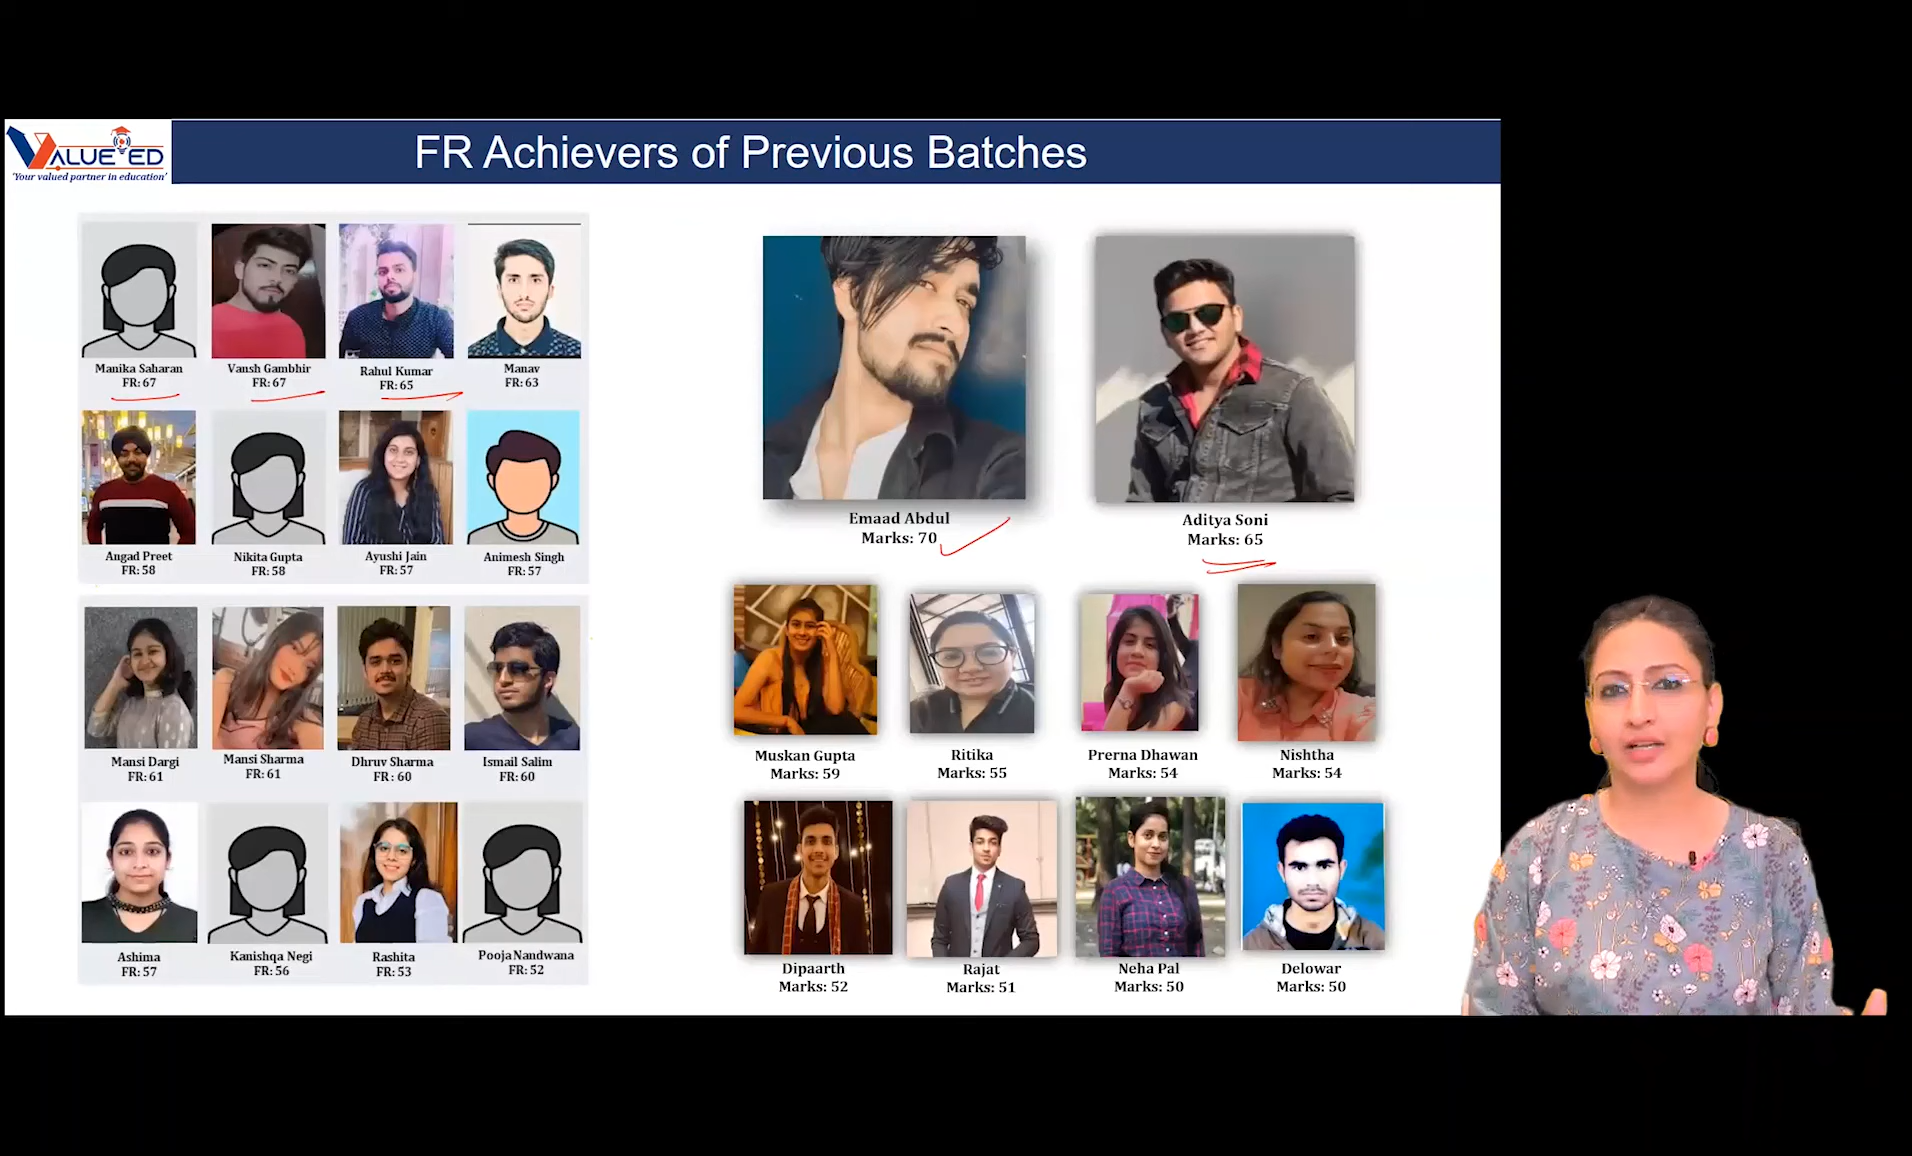 VALUE ED
'Your valued partner in education'
FR Achievers of Previous Batches
Manika Saharan
FR: 67
Vansh Gambhir
FR: 67
Rahul Kumar
FR: 65
Manav
FR: 63
Angad Preet
FR: 58
Nikita Gupta
FR: 58
Ayushi Jain
FR: 57
Animesh Singh
FR: 57
Mansi Dargi
FR: 61
Mansi Sharma
FR: 61
Dhruv Sharma
FR: 60
Ismail Salim
FR: 60
Ashima
FR: 57
Kanishqa Negi
FR: 56
Rashita
FR: 53
Pooja Nandwana
FR: 52
Emaad Abdul
Marks: 70
Aditya Soni
Marks: 65
Muskan Gupta
Marks: 59
Ritika
Marks: 55
Prerna Dhawan
Marks: 54
Nishtha
Marks: 54
Dipaarth
Marks: 52
Rajat
Marks: 51
Neha Pal
Marks: 50
Delowar
Marks: 50